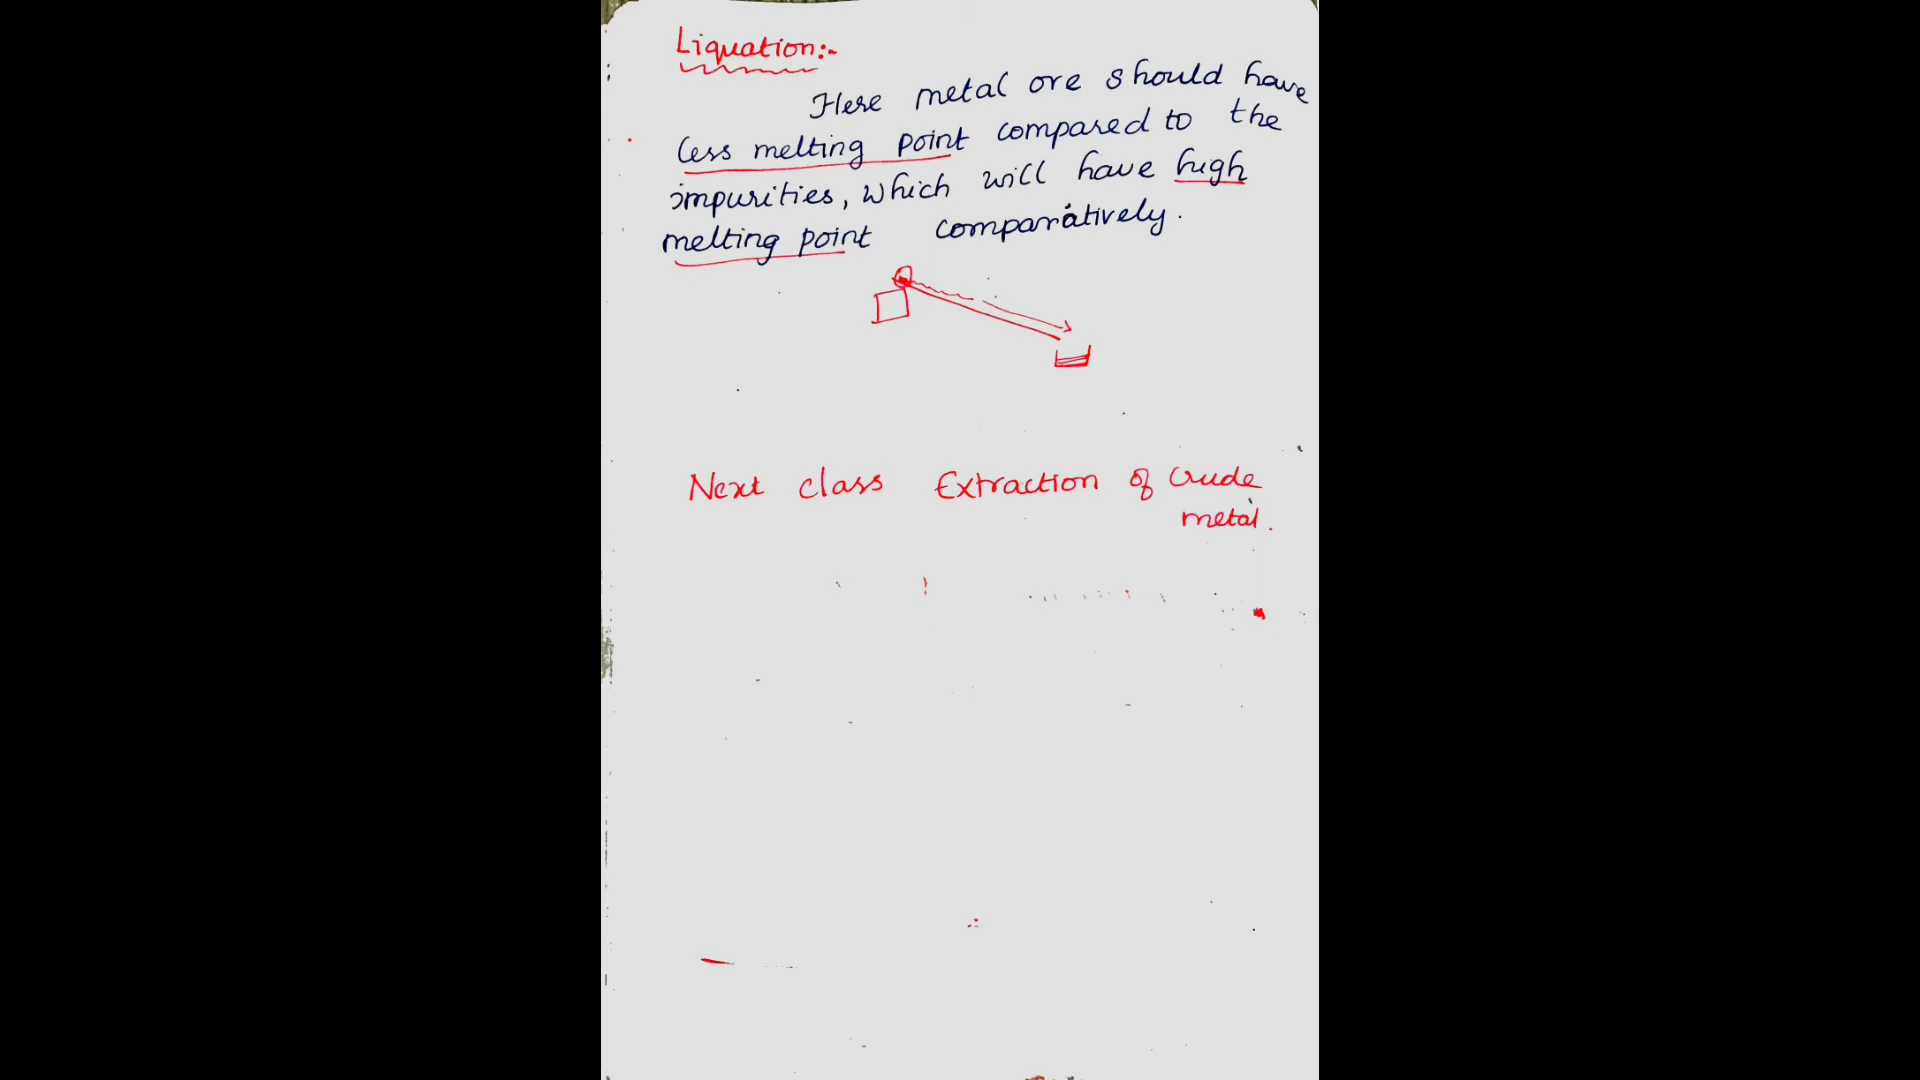 Liquation:-
Here metal ore should have
less melting point compared to the
impurities, which will have high
melting point comparatively.
Next class Extraction of crude
metal.